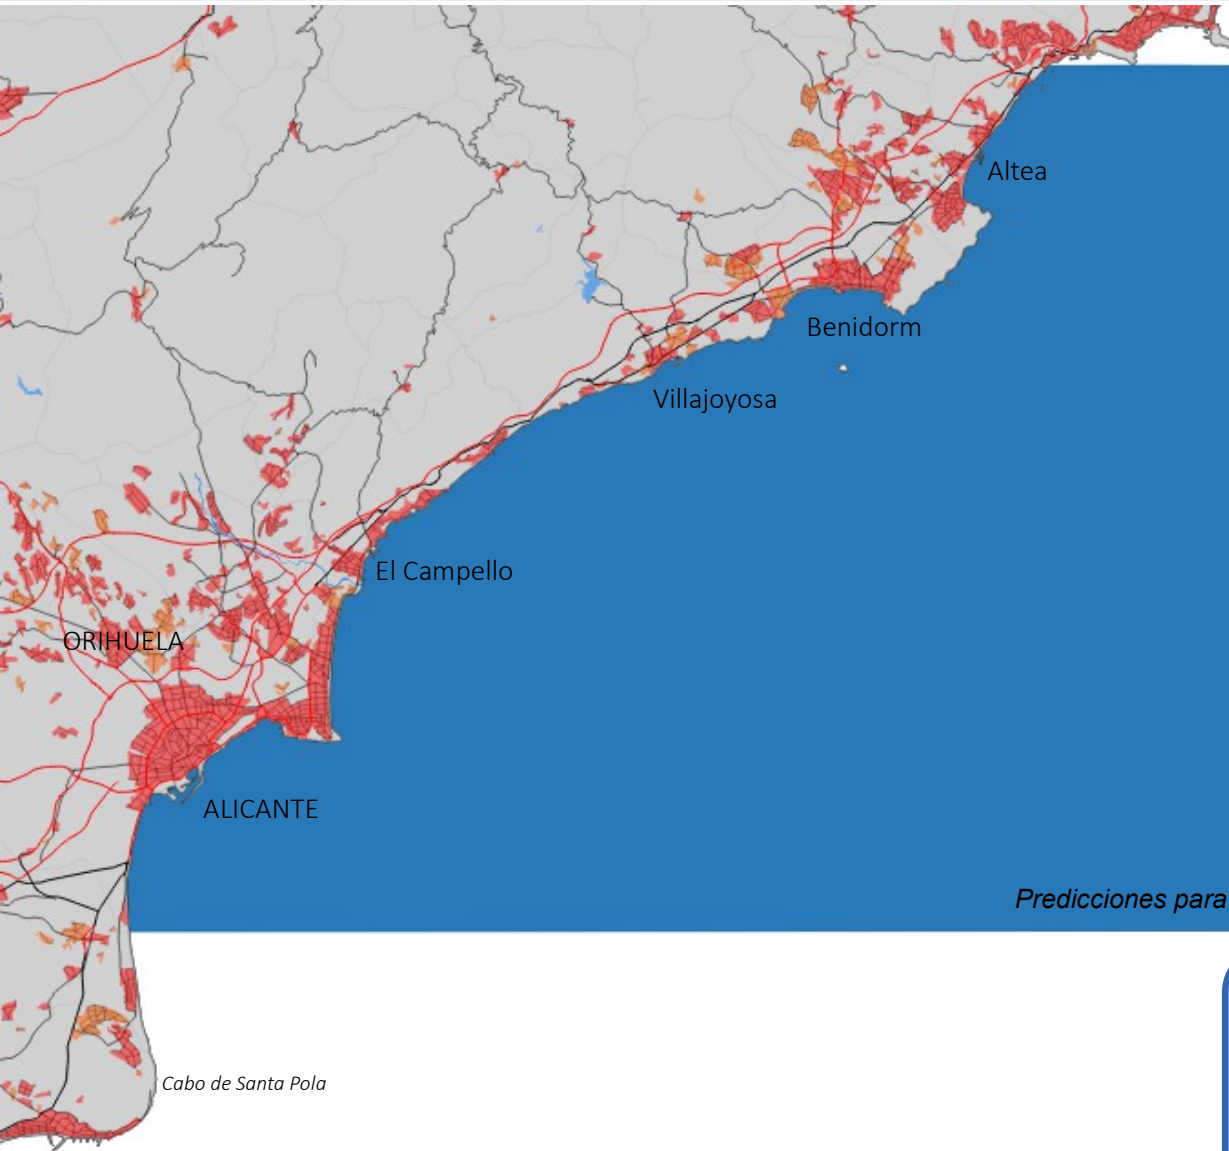 Altea
Benidorm
Villajoyosa
El Campello
ORIHUELA
ALICANTE
Predicciones para
Cabo de Santa Pola